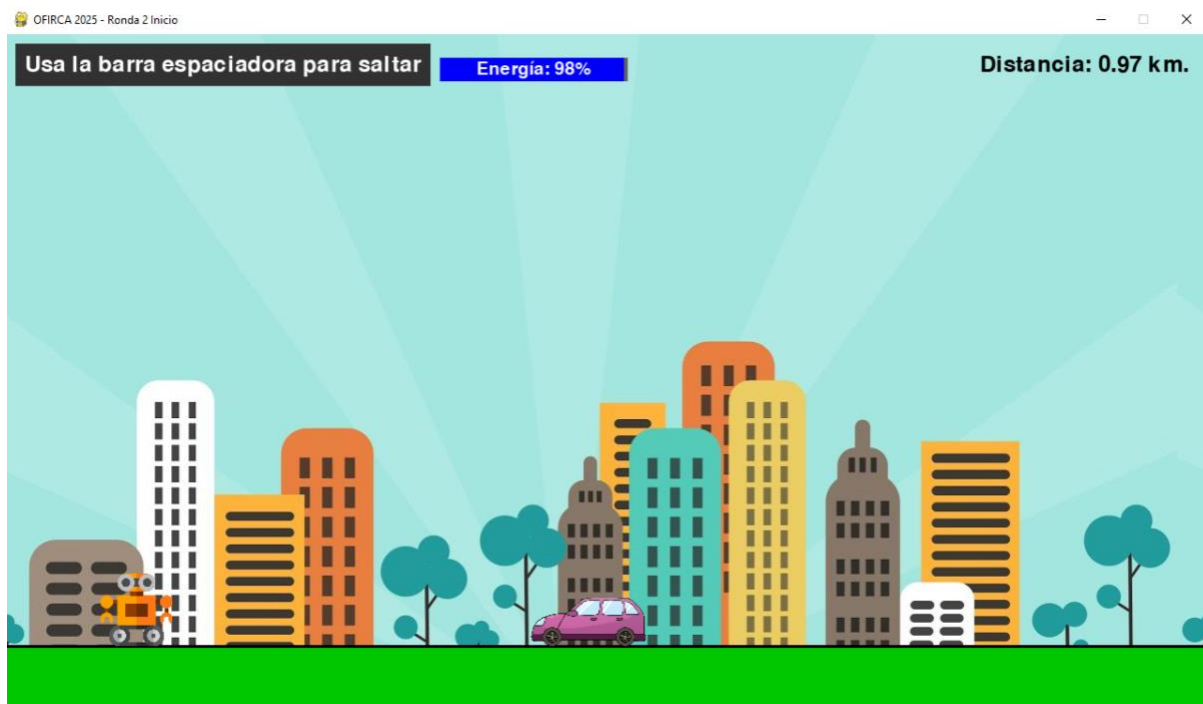 OFIRCA 2025 - Ronda 2 Inicio
Usa la barra espaciadora para saltar
Energía: 98%
Distancia: 0.97 km.